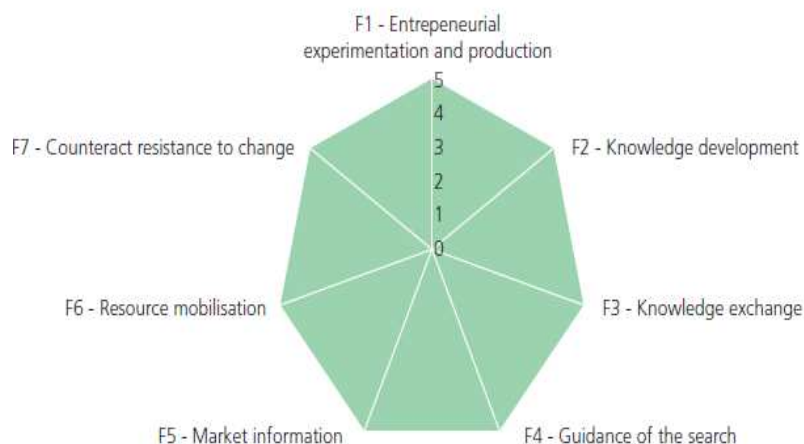 F1 - Entrepeneurial
experimentation and production
5
4
F7 - Counteract resistance to change
3
F2 - Knowledge development
2
1
0
F6 - Resource mobilisation
F3 - Knowledge exchange
F5 - Market information
F4 - Guidance of the search